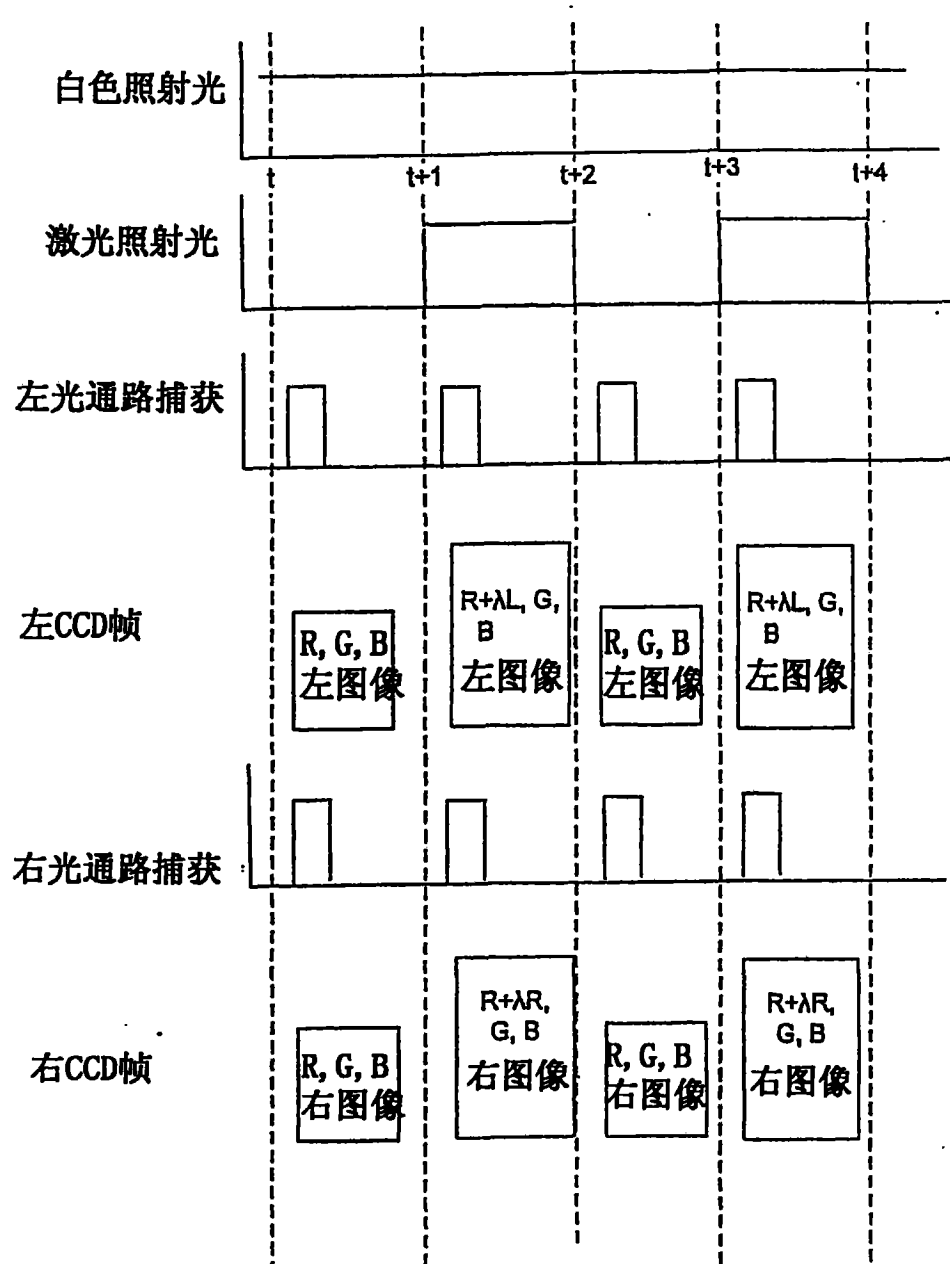 白色照射光
t
t+1
t+2
t+3
t+4
激光照射光
左光通路捕获
左CCD帧
R, G, B
左图像
R+λL, G,
B
左图像
R, G, B
左图像
R+λL, G,
B
左图像
右光通路捕获
右CCD帧
R, G, B
右图像
R+λR,
G, B
右图像
R, G, B
右图像
R+λR,
G, B
右图像